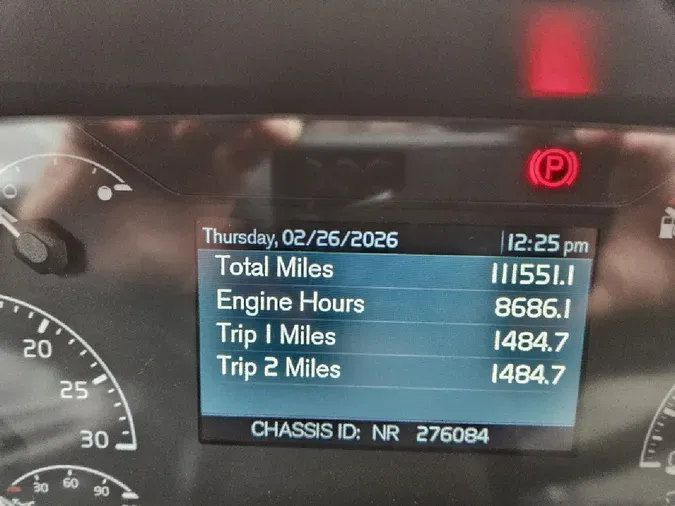 P
0
Thursday, 02/26/2026 12:25 pm
Total Miles 111551.1
Engine Hours 8686.1
Trip 1 Miles 1484.7
Trip 2 Miles 1484.7
CHASSIS ID: NR 276084
20
25
30
30 60 90